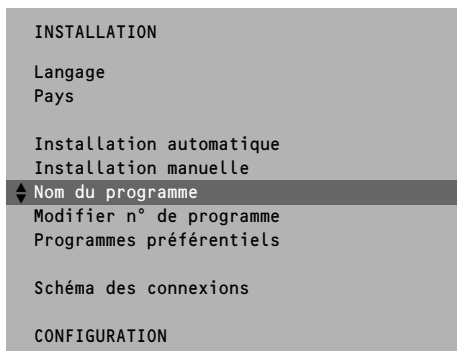 INSTALLATION
Langage
Pays
Installation automatique
Installation manuelle
Nom du programme
Modifier n° de programme
Programmes préférentiels
Schéma des connexions
CONFIGURATION